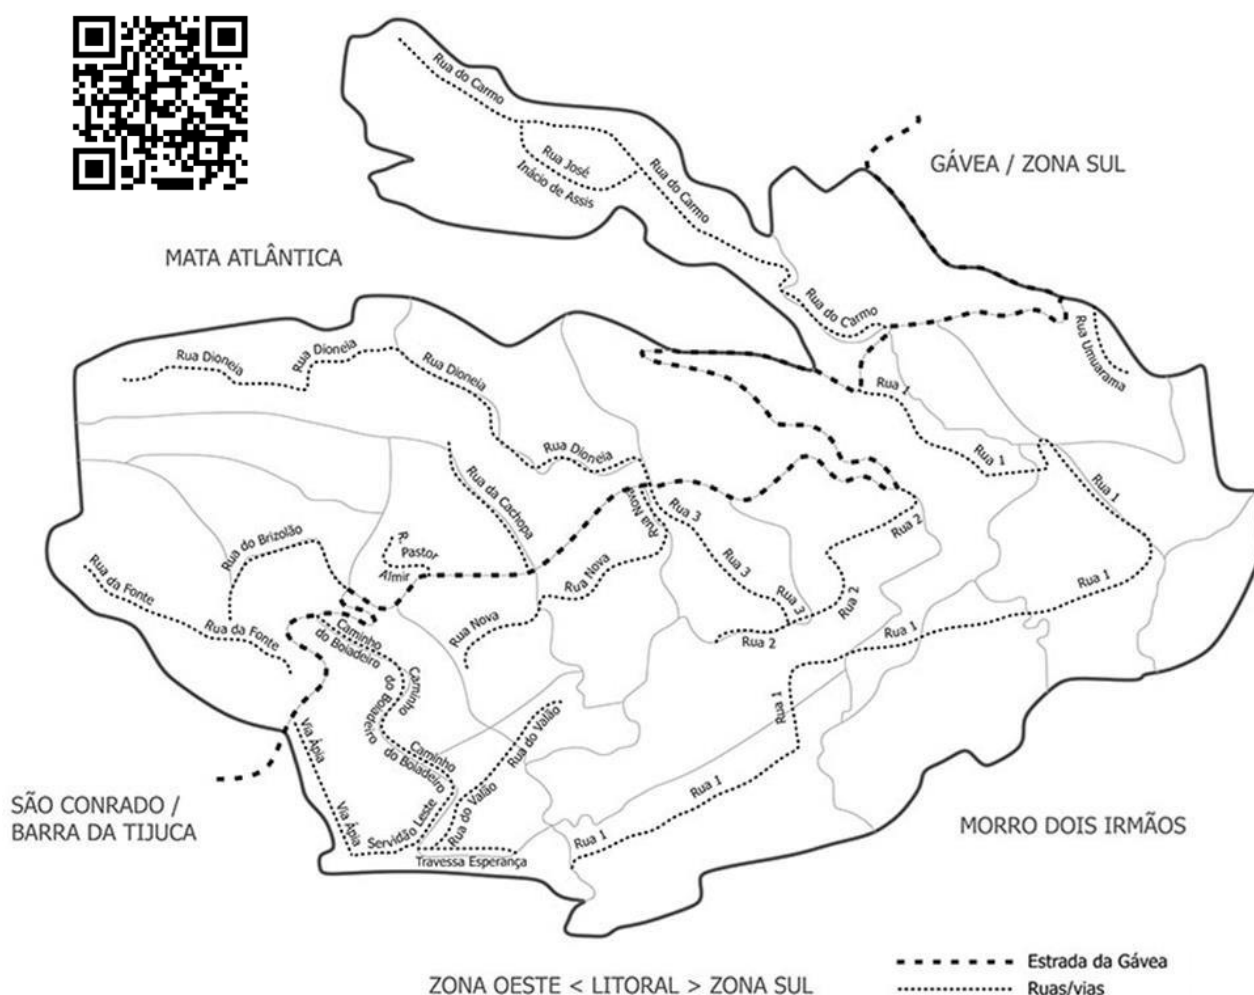 Rua do Carmo
GÁVEA / ZONA SUL
Rua José
Inácio de Assis
Rua do Carmo
MATA ATLÂNTICA
Rua do Carmo
Rua Umuarama
Rua Dioneia
Rua Dioneia
Rua Dioneia
Rua 1
Rua Dioneia
Rua 1
Rua da Cachopa
Rua 1
Rua Nova
Rua 3
Rua 2
Rua do Brizolão
R.
Pastor
Almir
Rua da Fonte
Rua Nova
Rua 3
Rua 1
Rua 3
Rua 2
Rua da Fonte
Caminho
do Boiadeiro
Rua Nova
Rua 2
Rua 1
Caminho
do Boiadeiro
Rua 1
Via Ápia
Rua do Valão
Caminho
do Boiadeiro
Rua 1
SÃO CONRADO /
BARRA DA TIJUCA
Via Ápia
Servidão Leste
Rua do Valão
Rua 1
MORRO DOIS IRMÃOS
Travessa Esperança
Estrada da Gávea
Ruas/vias
ZONA OESTE < LITORAL > ZONA SUL